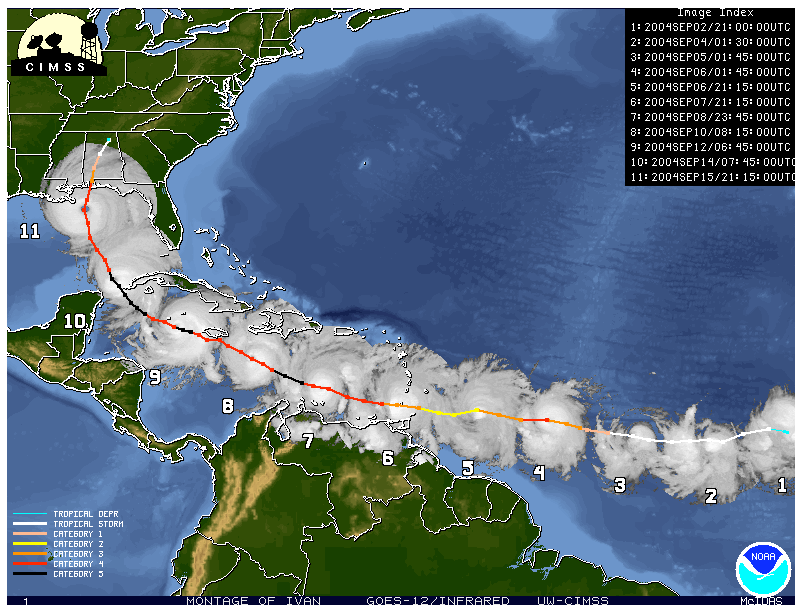 Image Index
1: 2004SEP02/21:00:00UTC
2: 2004SEP04/01:30:00UTC
3: 2004SEP05/01:45:00UTC
4: 2004SEP06/01:45:00UTC
5: 2004SEP06/21:15:00UTC
6: 2004SEP07/21:15:00UTC
7: 2004SEP08/23:45:00UTC
8: 2004SEP10/08:15:00UTC
9: 2004SEP12/06:45:00UTC
10: 2004SEP14/07:45:00UTC
11: 2004SEP15/21:15:00UTC
CIMSS
11
10
9
8
7
6
5
4
3
2
1
TROPICAL DEPR
TROPICAL STORM
CATEGORY 1
CATEGORY 2
CATEGORY 3
CATEGORY 4
CATEGORY 5
NOAA
1 MONTAGE OF IVAN GOES-12/INFRARED UW-CIMSS McIDAS